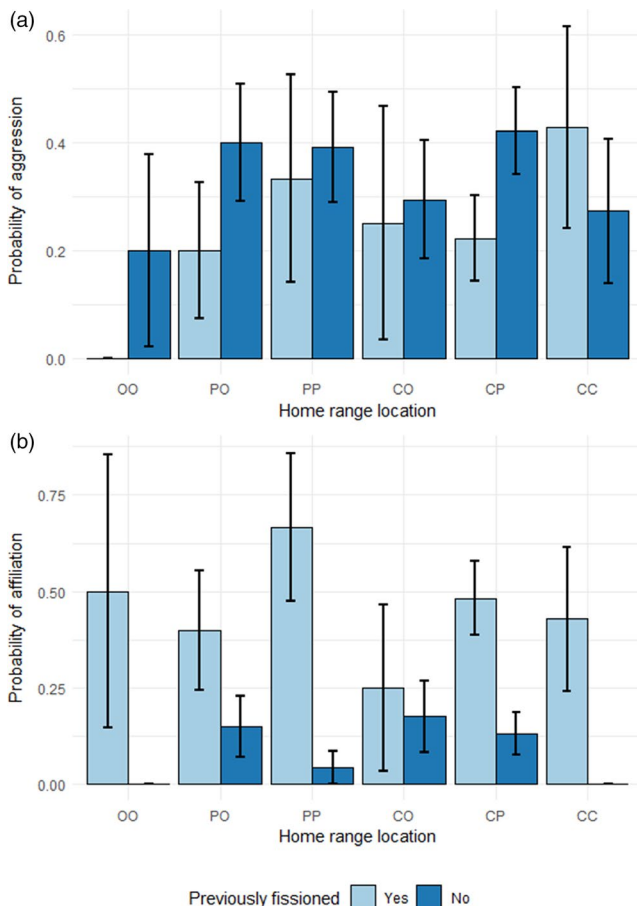 (a)
Probability of aggression
0.6
0.4
0.2
0.0
OO PO PP CO CP CC
Home range location
(b)
Probability of affiliation
0.75
0.50
0.25
0.00
OO PO PP CO CP CC
Home range location
Previously fissioned Yes No